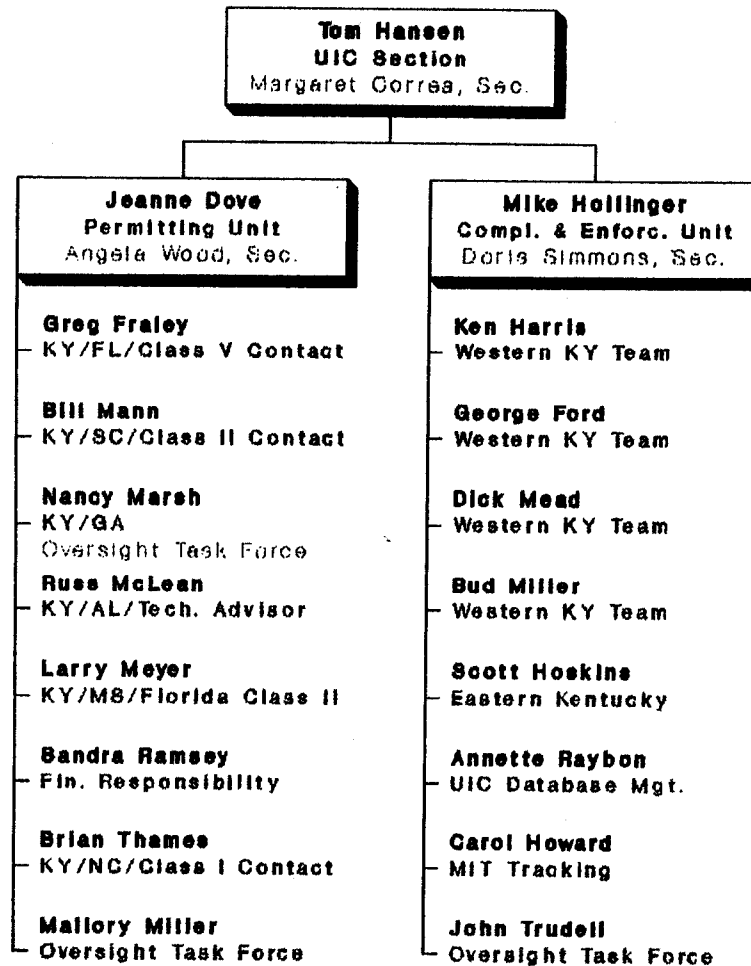 Tom Hansen
UIC Section
Margaret Correa, Sec.
Jeanne Dove
Permitting Unit
Angela Wood, Sec.
Greg Fraley
KY/FL/Class V Contact
Bill Mann
KY/SC/Class II Contact
Nancy Marsh
KY/GA
Oversight Task Force
Russ McLean
KY/AL/Tech. Advisor
Larry Meyer
KY/MS/Florida Class II
Sandra Ramsey
Fin. Responsibility
Brian Thames
KY/NC/Class I Contact
Mallory Miller
Oversight Task Force
Mike Hollinger
Compl. & Enforc. Unit
Doris Simmons, Sec.
Ken Harris
Western KY Team
George Ford
Western KY Team
Dick Mead
Western KY Team
Bud Miller
Western KY Team
Scott Hoskins
Eastern Kentucky
Annette Raybon
UIC Database Mgt.
Carol Howard
MIT Tracking
John Trudell
Oversight Task Force